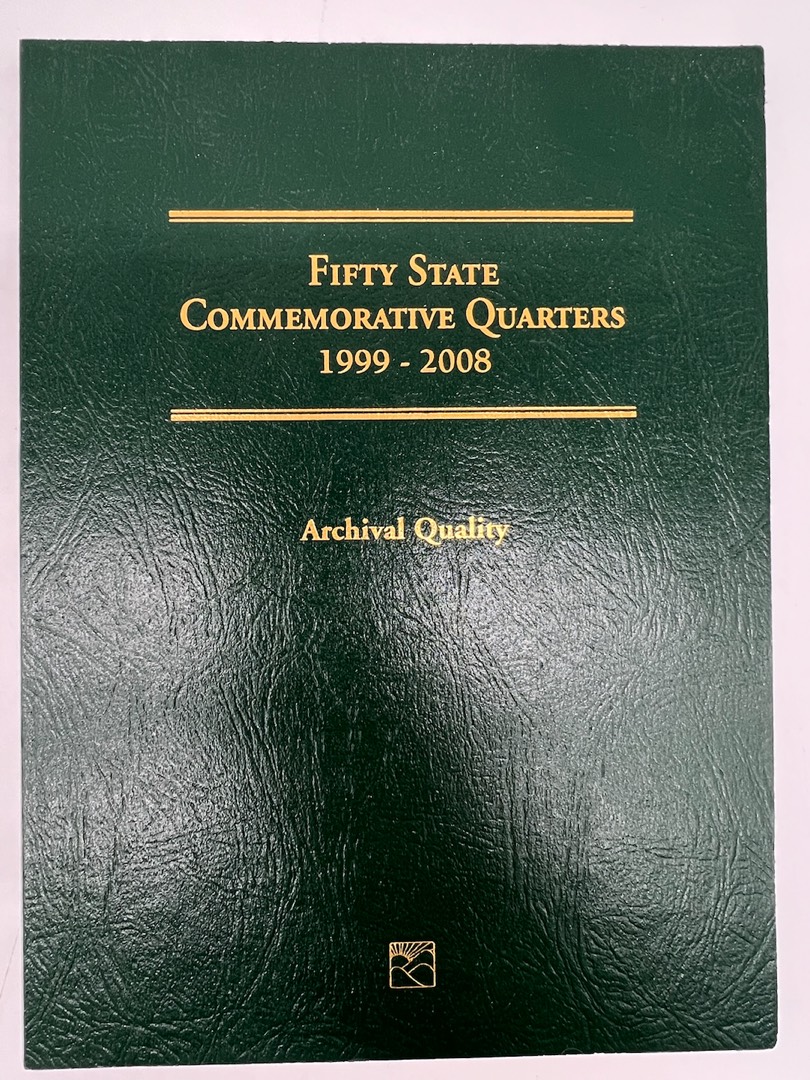 Fifty State
Commemorative Quarters
1999 - 2008
Archival Quality